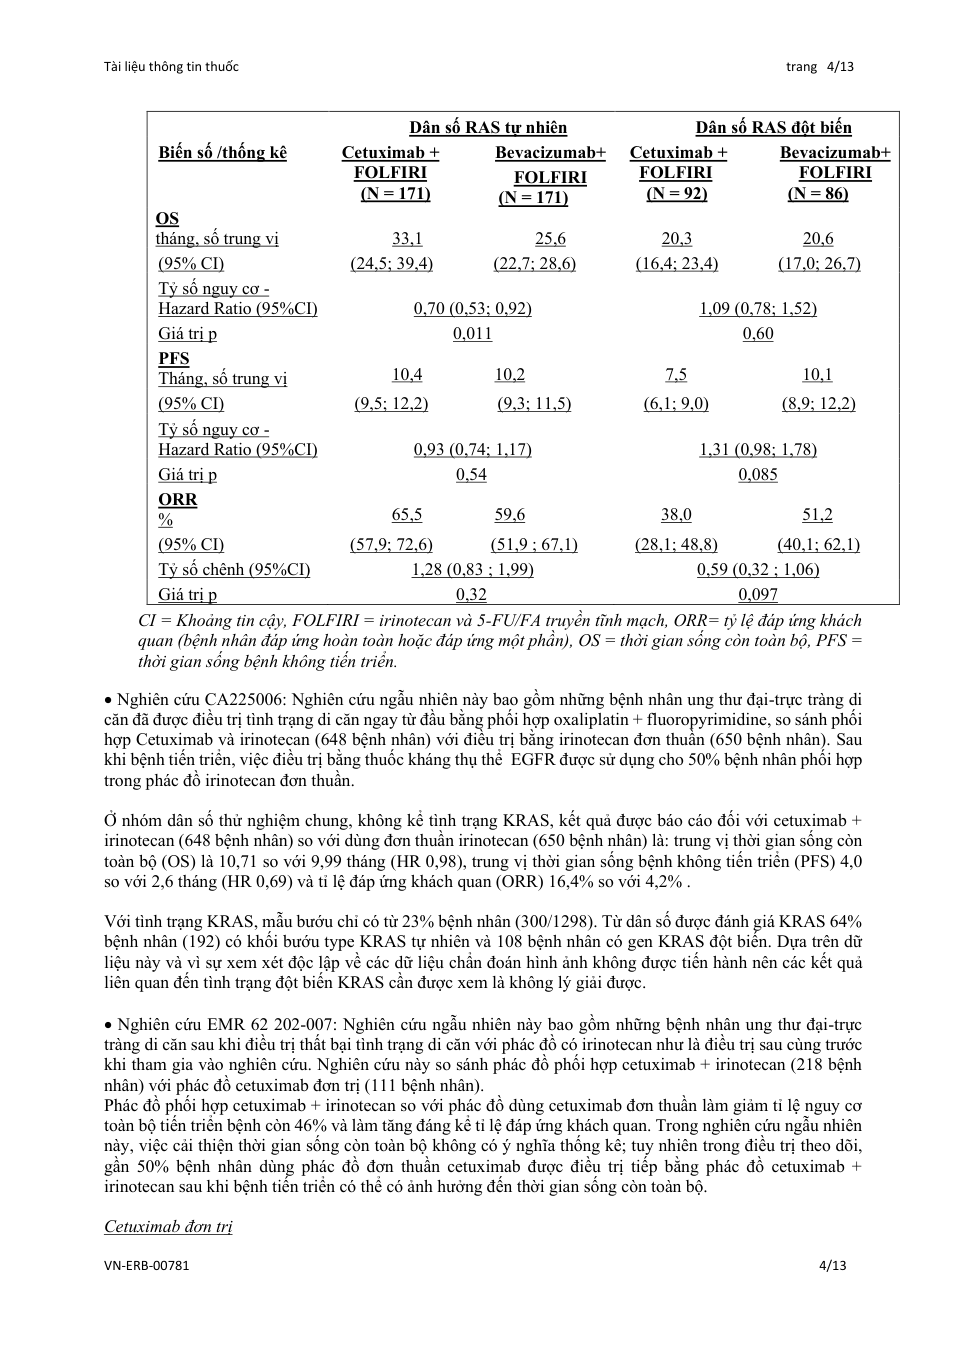 Tài liệu thông tin thuốc trang 4/13
Dân số RAS tự nhiên Dân số RAS đột biến
Biến số /thống kê Cetuximab + FOLFIRI (N = 171) Bevacizumab+ FOLFIRI (N = 171) Cetuximab + FOLFIRI (N = 92) Bevacizumab+ FOLFIRI (N = 86)
OS
tháng, số trung vị 33,1 25,6 20,3 20,6
(95% CI) (24,5; 39,4) (22,7; 28,6) (16,4; 23,4) (17,0; 26,7)
Tỷ số nguy cơ -
Hazard Ratio (95%CI) 0,70 (0,53; 0,92) 1,09 (0,78; 1,52)
Giá trị p 0,011 0,60
PFS
Tháng, số trung vị 10,4 10,2 7,5 10,1
(95% CI) (9,5; 12,2) (9,3; 11,5) (6,1; 9,0) (8,9; 12,2)
Tỷ số nguy cơ -
Hazard Ratio (95%CI) 0,93 (0,74; 1,17) 1,31 (0,98; 1,78)
Giá trị p 0,54 0,085
ORR
% 65,5 59,6 38,0 51,2
(95% CI) (57,9; 72,6) (51,9 ; 67,1) (28,1; 48,8) (40,1; 62,1)
Tỷ số chênh (95%CI) 1,28 (0,83 ; 1,99) 0,59 (0,32 ; 1,06)
Giá trị p 0,32 0,097
CI = Khoảng tin cậy, FOLFIRI = irinotecan và 5-FU/FA truyền tĩnh mạch, ORR= tỷ lệ đáp ứng khách
quan (bệnh nhân đáp ứng hoàn toàn hoặc đáp ứng một phần), OS = thời gian sống còn toàn bộ, PFS =
thời gian sống bệnh không tiến triển.
• Nghiên cứu CA225006: Nghiên cứu ngẫu nhiên này bao gồm những bệnh nhân ung thư đại-trực tràng di
căn đã được điều trị tình trạng di căn ngay từ đầu bằng phối hợp oxaliplatin + fluoropyrimidine, so sánh phối
hợp Cetuximab và irinotecan (648 bệnh nhân) với điều trị bằng irinotecan đơn thuần (650 bệnh nhân). Sau
khi bệnh tiến triển, việc điều trị bằng thuốc kháng thụ thể EGFR được sử dụng cho 50% bệnh nhân phối hợp
trong phác đồ irinotecan đơn thuần.
Ở nhóm dân số thử nghiệm chung, không kể tình trạng KRAS, kết quả được báo cáo đối với cetuximab +
irinotecan (648 bệnh nhân) so với dùng đơn thuần irinotecan (650 bệnh nhân) là: trung vị thời gian sống còn
toàn bộ (OS) là 10,71 so với 9,99 tháng (HR 0,98), trung vị thời gian sống bệnh không tiến triển (PFS) 4,0
so với 2,6 tháng (HR 0,69) và tỉ lệ đáp ứng khách quan (ORR) 16,4% so với 4,2% .
Với tình trạng KRAS, mẫu bướu chỉ có từ 23% bệnh nhân (300/1298). Từ dân số được đánh giá KRAS 64%
bệnh nhân (192) có khối bướu type KRAS tự nhiên và 108 bệnh nhân có gen KRAS đột biến. Dựa trên dữ
liệu này và vì sự xem xét độc lập về các dữ liệu chẩn đoán hình ảnh không được tiến hành nên các kết quả
liên quan đến tình trạng đột biến KRAS cần được xem là không lý giải được.
• Nghiên cứu EMR 62 202-007: Nghiên cứu ngẫu nhiên này bao gồm những bệnh nhân ung thư đại-trực
tràng di căn sau khi điều trị thất bại tình trạng di căn với phác đồ có irinotecan như là điều trị sau cùng trước
khi tham gia vào nghiên cứu. Nghiên cứu này so sánh phác đồ phối hợp cetuximab + irinotecan (218 bệnh
nhân) với phác đồ cetuximab đơn trị (111 bệnh nhân).
Phác đồ phối hợp cetuximab + irinotecan so với phác đồ dùng cetuximab đơn thuần làm giảm tỉ lệ nguy cơ
toàn bộ tiến triển bệnh còn 46% và làm tăng đáng kể tỉ lệ đáp ứng khách quan. Trong nghiên cứu ngẫu nhiên
này, việc cải thiện thời gian sống còn toàn bộ không có ý nghĩa thống kê; tuy nhiên trong điều trị theo dõi,
gần 50% bệnh nhân dùng phác đồ đơn thuần cetuximab được điều trị tiếp bằng phác đồ cetuximab +
irinotecan sau khi bệnh tiến triển có thể có ảnh hưởng đến thời gian sống còn toàn bộ.
Cetuximab đơn trị
VN-ERB-00781 4/13